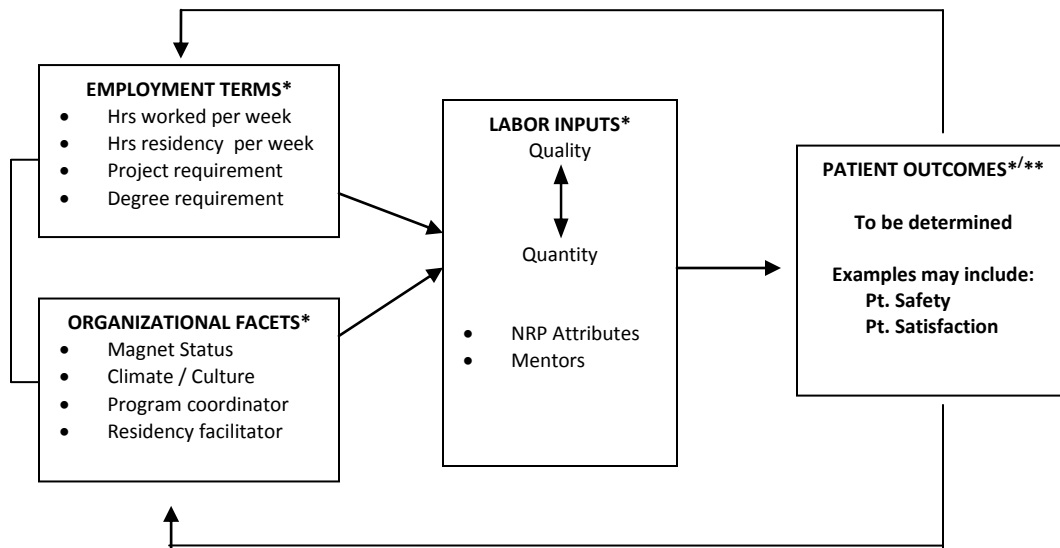 EMPLOYMENT TERMS*
• Hrs worked per week
• Hrs residency per week
• Project requirement
• Degree requirement
ORGANIZATIONAL FACETS*
• Magnet Status
• Climate / Culture
• Program coordinator
• Residency facilitator
LABOR INPUTS*
Quality
Quantity
• NRP Attributes
• Mentors
PATIENT OUTCOMES*/**
To be determined
Examples may include:
Pt. Safety
Pt. Satisfaction